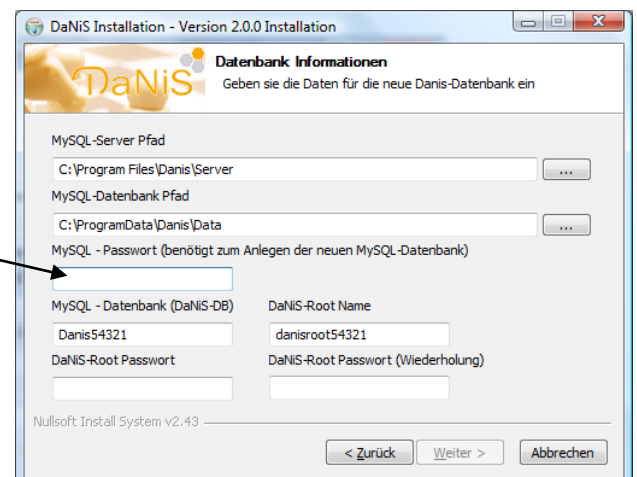 DaNiS Installation - Version 2.0.0 Installation
DaNiS
Datenbank Informationen
Geben sie die Daten für die neue Danis-Datenbank ein
MySQL-Server Pfad
C:\Program Files\Danis\Server
...
MySQL-Datenbank Pfad
C:\ProgramData\Danis\Data
...
MySQL - Passwort (benötigt zum Anlegen der neuen MySQL-Datenbank)
MySQL - Datenbank (DaNiS-DB) DaNiS-Root Name
Danis54321 danisroot54321
DaNiS-Root Passwort DaNiS-Root Passwort (Wiederholung)
Nullsoft Install System v2.43
< Zurück Weiter > Abbrechen